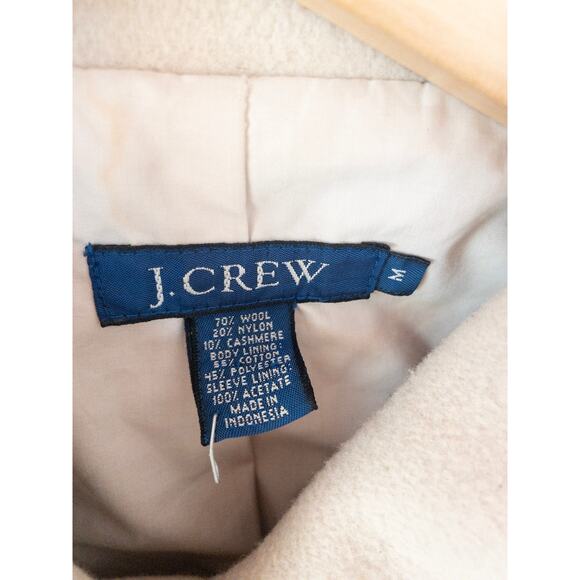 J.CREW
M
70% WOOL
20% NYLON
10% CASHMERE
BODY LINING:
55% COTTON
45% POLYESTER
SLEEVE LINING:
100% ACETATE
MADE IN
INDONESIA